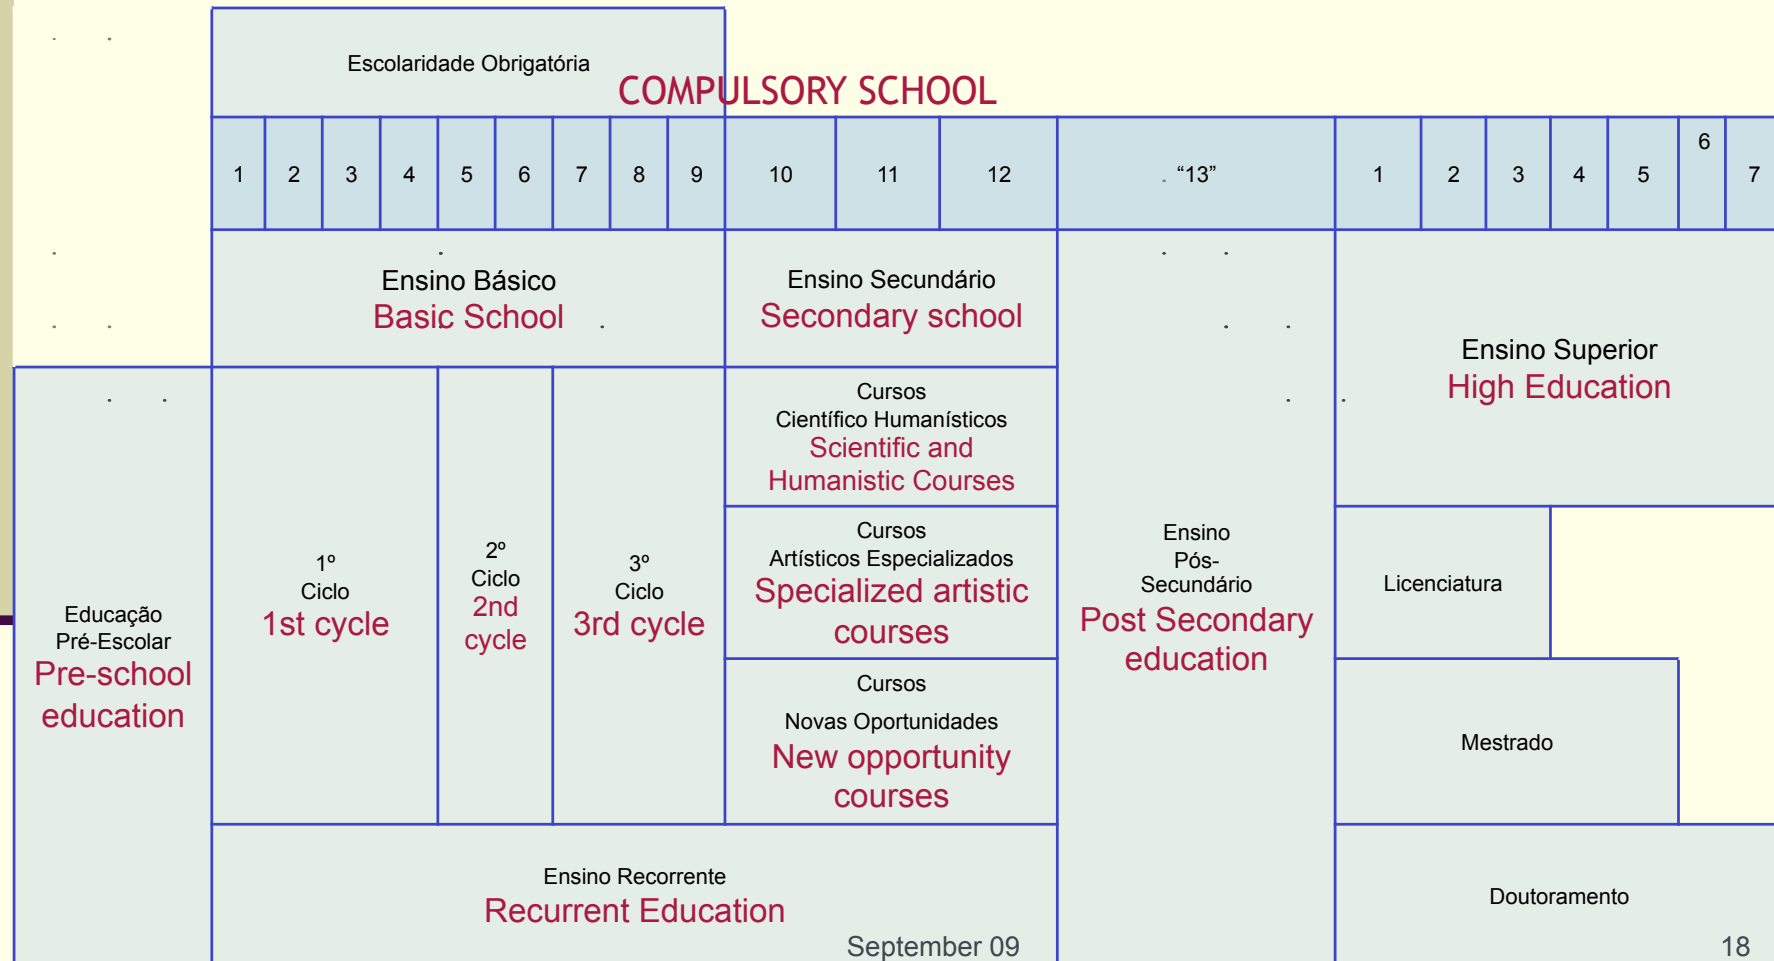 Escolaridade Obrigatória
COMPULSORY SCHOOL
1 2 3 4 5 6 7 8 9 10 11 12 “13” 1 2 3 4 5 6 7
Ensino Básico
Basic School
Ensino Secundário
Secondary school
Ensino Superior
High Education
Educação
Pré-Escolar
Pre-school
education
1º
Ciclo
1st cycle
2º
Ciclo
2nd
cycle
3º
Ciclo
3rd cycle
Cursos
Científico Humanísticos
Scientific and
Humanistic Courses
Cursos
Artísticos Especializados
Specialized artistic
courses
Cursos
Novas Oportunidades
New opportunity
courses
Ensino
Pós-
Secundário
Post Secondary
education
Licenciatura
Mestrado
Ensino Recorrente
Recurrent Education
Doutoramento
September 09
18